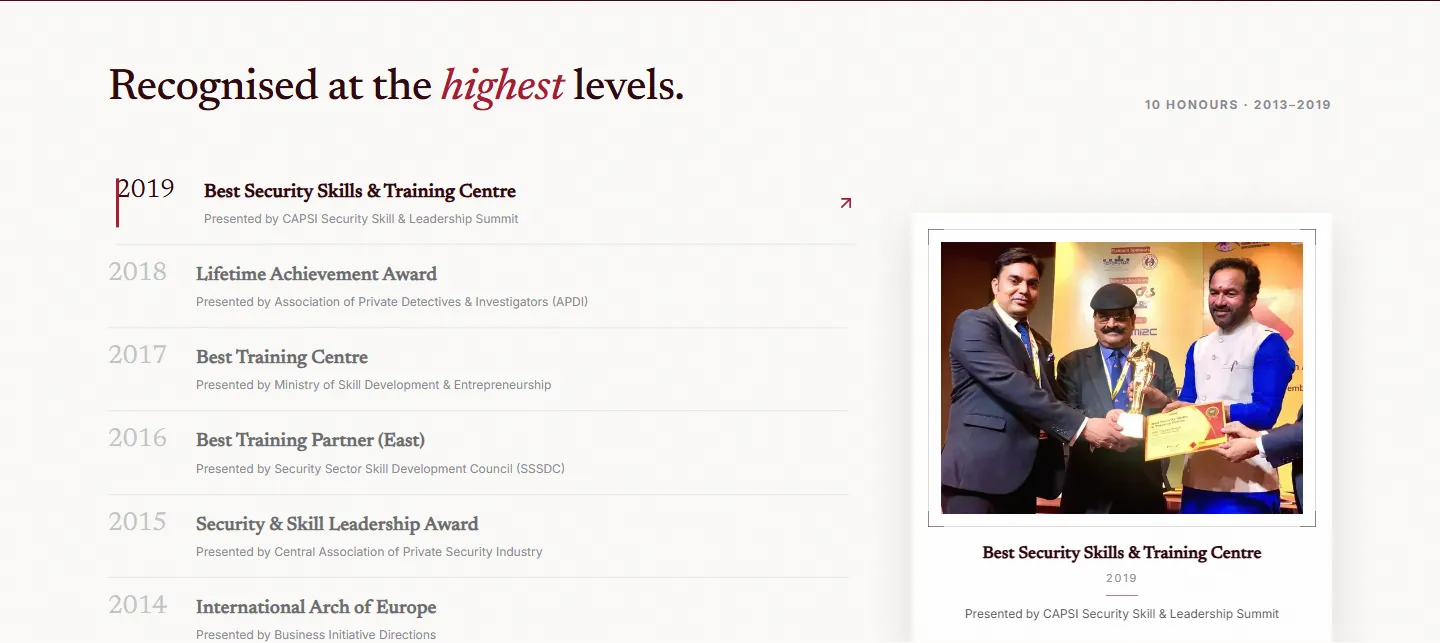 Recognised at the highest levels.
10 HONOURS · 2013–2019
2019
Best Security Skills & Training Centre
Presented by CAPSI Security Skill & Leadership Summit
2018
Lifetime Achievement Award
Presented by Association of Private Detectives & Investigators (APDI)
2017
Best Training Centre
Presented by Ministry of Skill Development & Entrepreneurship
2016
Best Training Partner (East)
Presented by Security Sector Skill Development Council (SSSDC)
2015
Security & Skill Leadership Award
Presented by Central Association of Private Security Industry
2014
International Arch of Europe
Presented by Business Initiative Directions
Best Security Skills & Training Centre
2019
Presented by CAPSI Security Skill & Leadership Summit